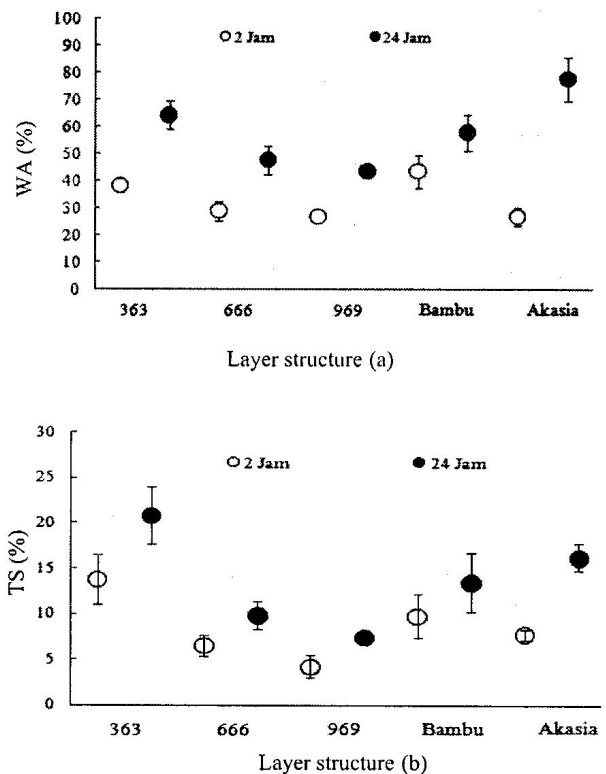 100
90
80
70
60
50
40
30
20
10
0
WA (%)
2 Jam 24 Jam
363 666 969 Bambu Akasia
Layer structure (a)
30
25
20
15
10
5
0
TS (%)
2 Jam 24 Jam
363 666 969 Bambu Akasia
Layer structure (b)